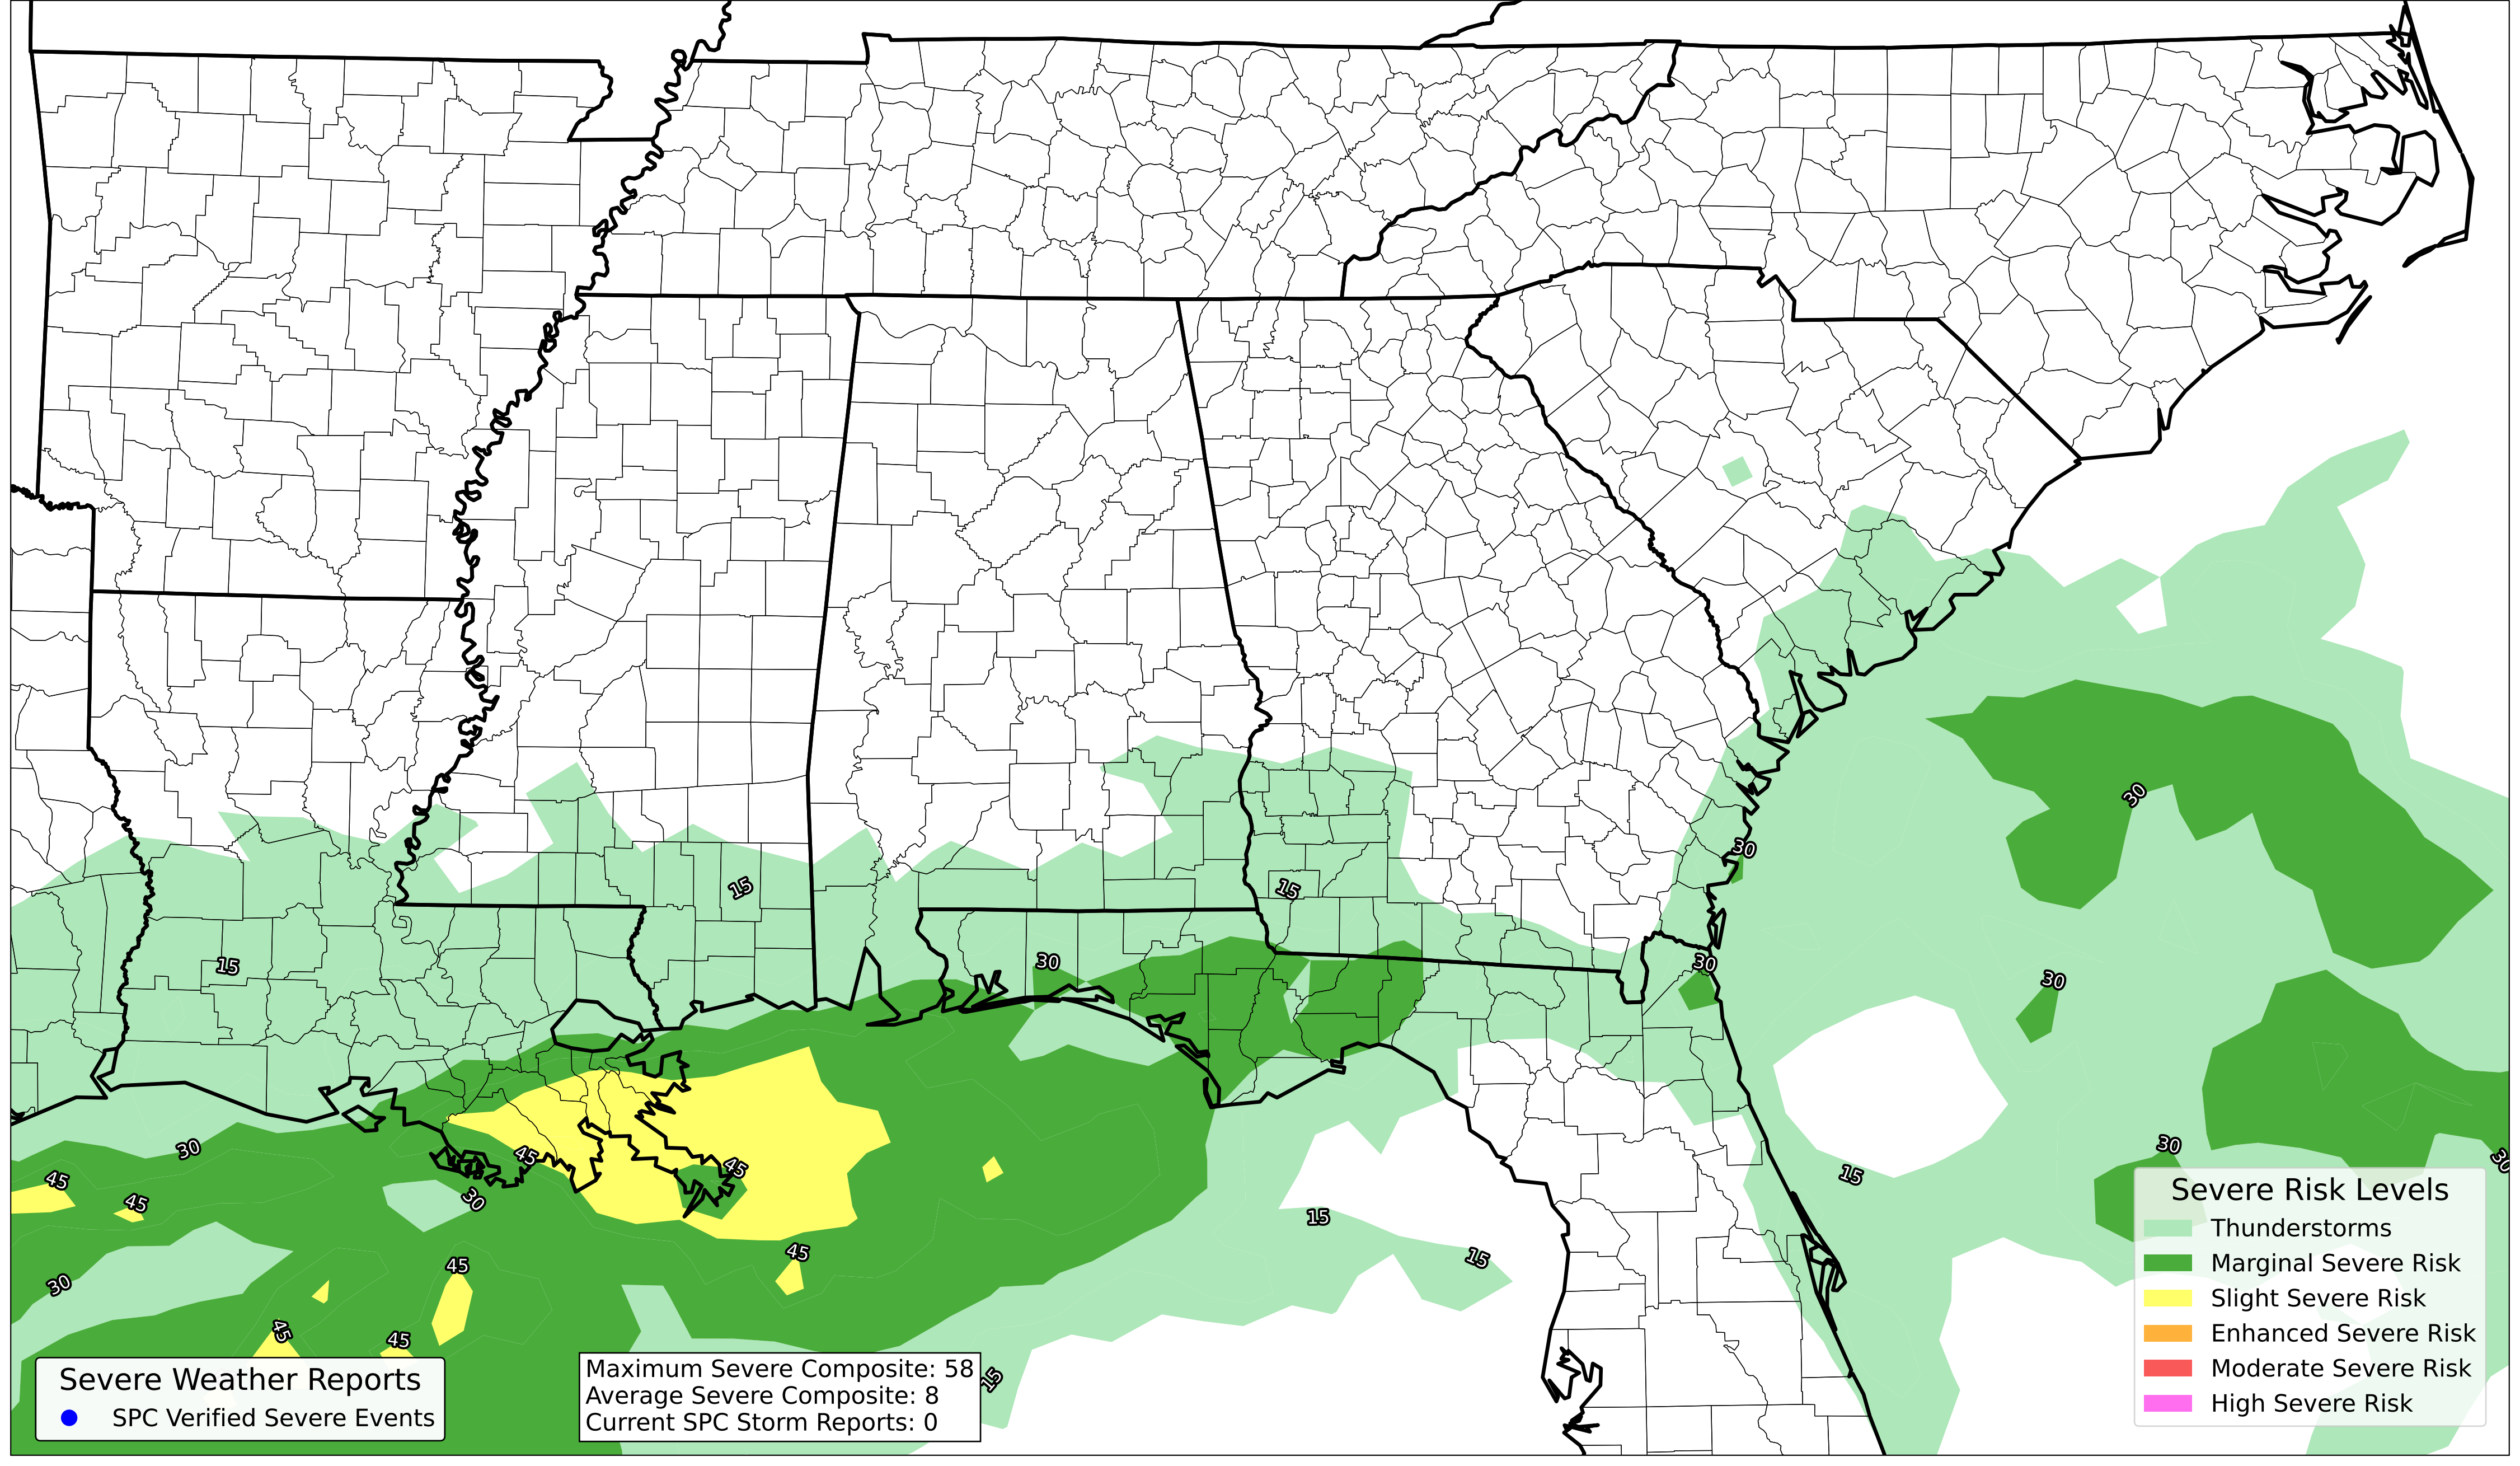 15
15
15
30
30
30
30
30
30
45
45
45
45
30
30
30
30
15
15
15
45
45
45
45
15
Severe Risk Levels
Thunderstorms
Marginal Severe Risk
Slight Severe Risk
Enhanced Severe Risk
Moderate Severe Risk
High Severe Risk
Severe Weather Reports
SPC Verified Severe Events
Maximum Severe Composite: 58
Average Severe Composite: 8
Current SPC Storm Reports: 0